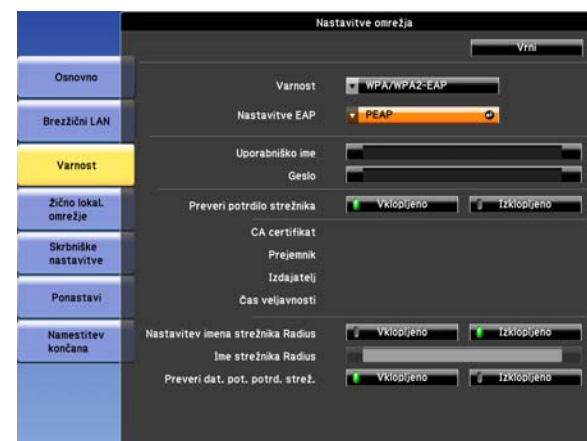 Nastavitve omrežja
Vrni
Osnovno
Brezžični LAN
Varnost
Žično lokal.
omrežje
Skrbniške
nastavitve
Ponastavi
Namestitev
končana
Varnost WPA/WPA2-EAP
Nastavitve EAP PEAP
Uporabniško ime
Geslo
Preveri potrdilo strežnika Vklopljeno Izklopljeno
CA certifikat
Prejemnik
Izdajatelj
Čas veljavnosti
Nastavitev imena strežnika Radius Vklopljeno Izklopljeno
Ime strežnika Radius
Preveri dat. pot. potrd. strež. Vklopljeno Izklopljeno